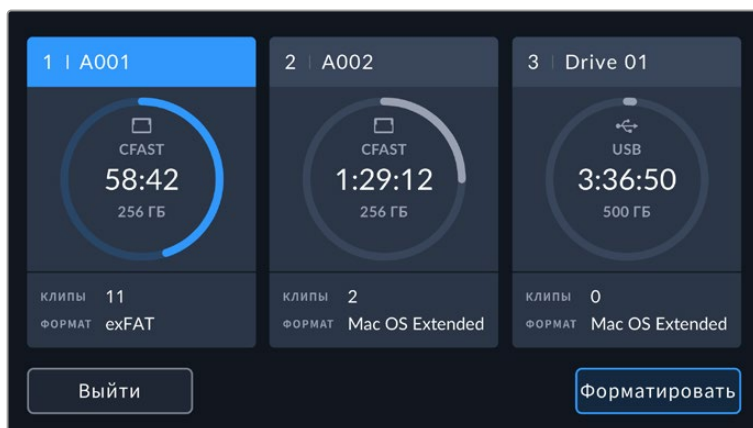 1 | A001
CFAST
58:42
256 ГБ
КЛИПЫ 11
ФОРМАТ exFAT
2 | A002
CFAST
1:29:12
256 ГБ
КЛИПЫ 2
ФОРМАТ Mac OS Extended
3 | Drive 01
USB
3:36:50
500 ГБ
КЛИПЫ 0
ФОРМАТ Mac OS Extended
Выйти
Форматировать